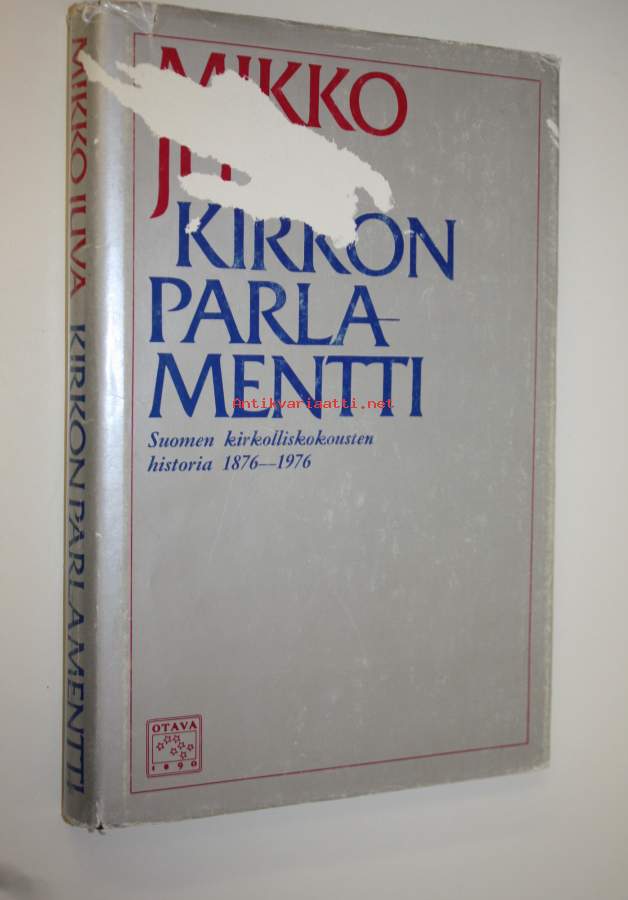 MIKKO
KIRKON
PARLA-
MENTTI
Suomen kirkolliskokousten
historia 1876—1976
OTAVA
1890
MIKKO JUVA KIRKON PARLAMENTTI
Antikvariaatti.net